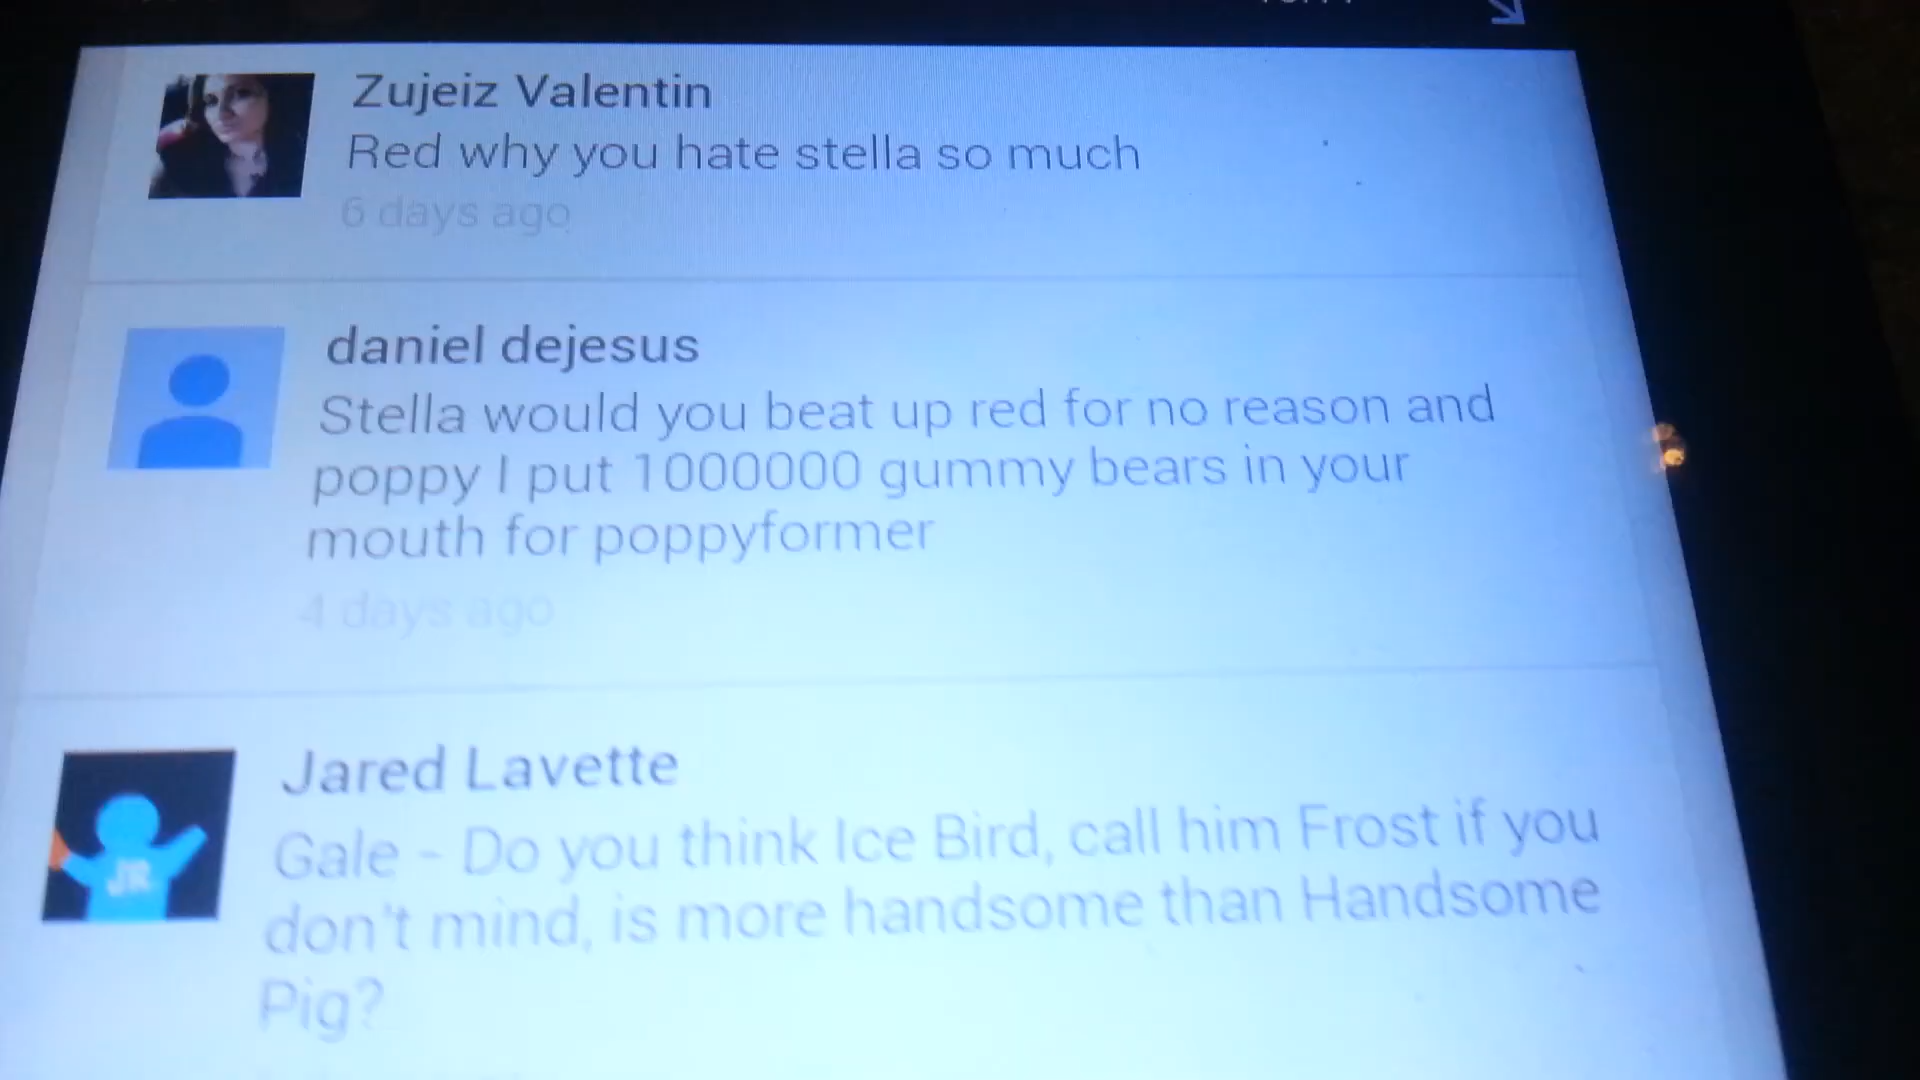 Zujeiz Valentin
Red why you hate stella so much
6 days ago
daniel dejesus
Stella would you beat up red for no reason and
poppy I put 1000000 gummy bears in your
mouth for poppyformer
4 days ago
Jared Lavette
JR
Gale - Do you think Ice Bird, call him Frost if you
don't mind, is more handsome than Handsome
Pig?